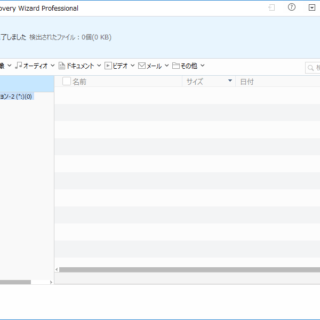 overy Wizard Professional
了しました 検出されたファイル：0個(0 KB)
像 オーディオ ドキュメント ビデオ メール その他
名前 サイズ 日付
ョン-2 (*:)(0)